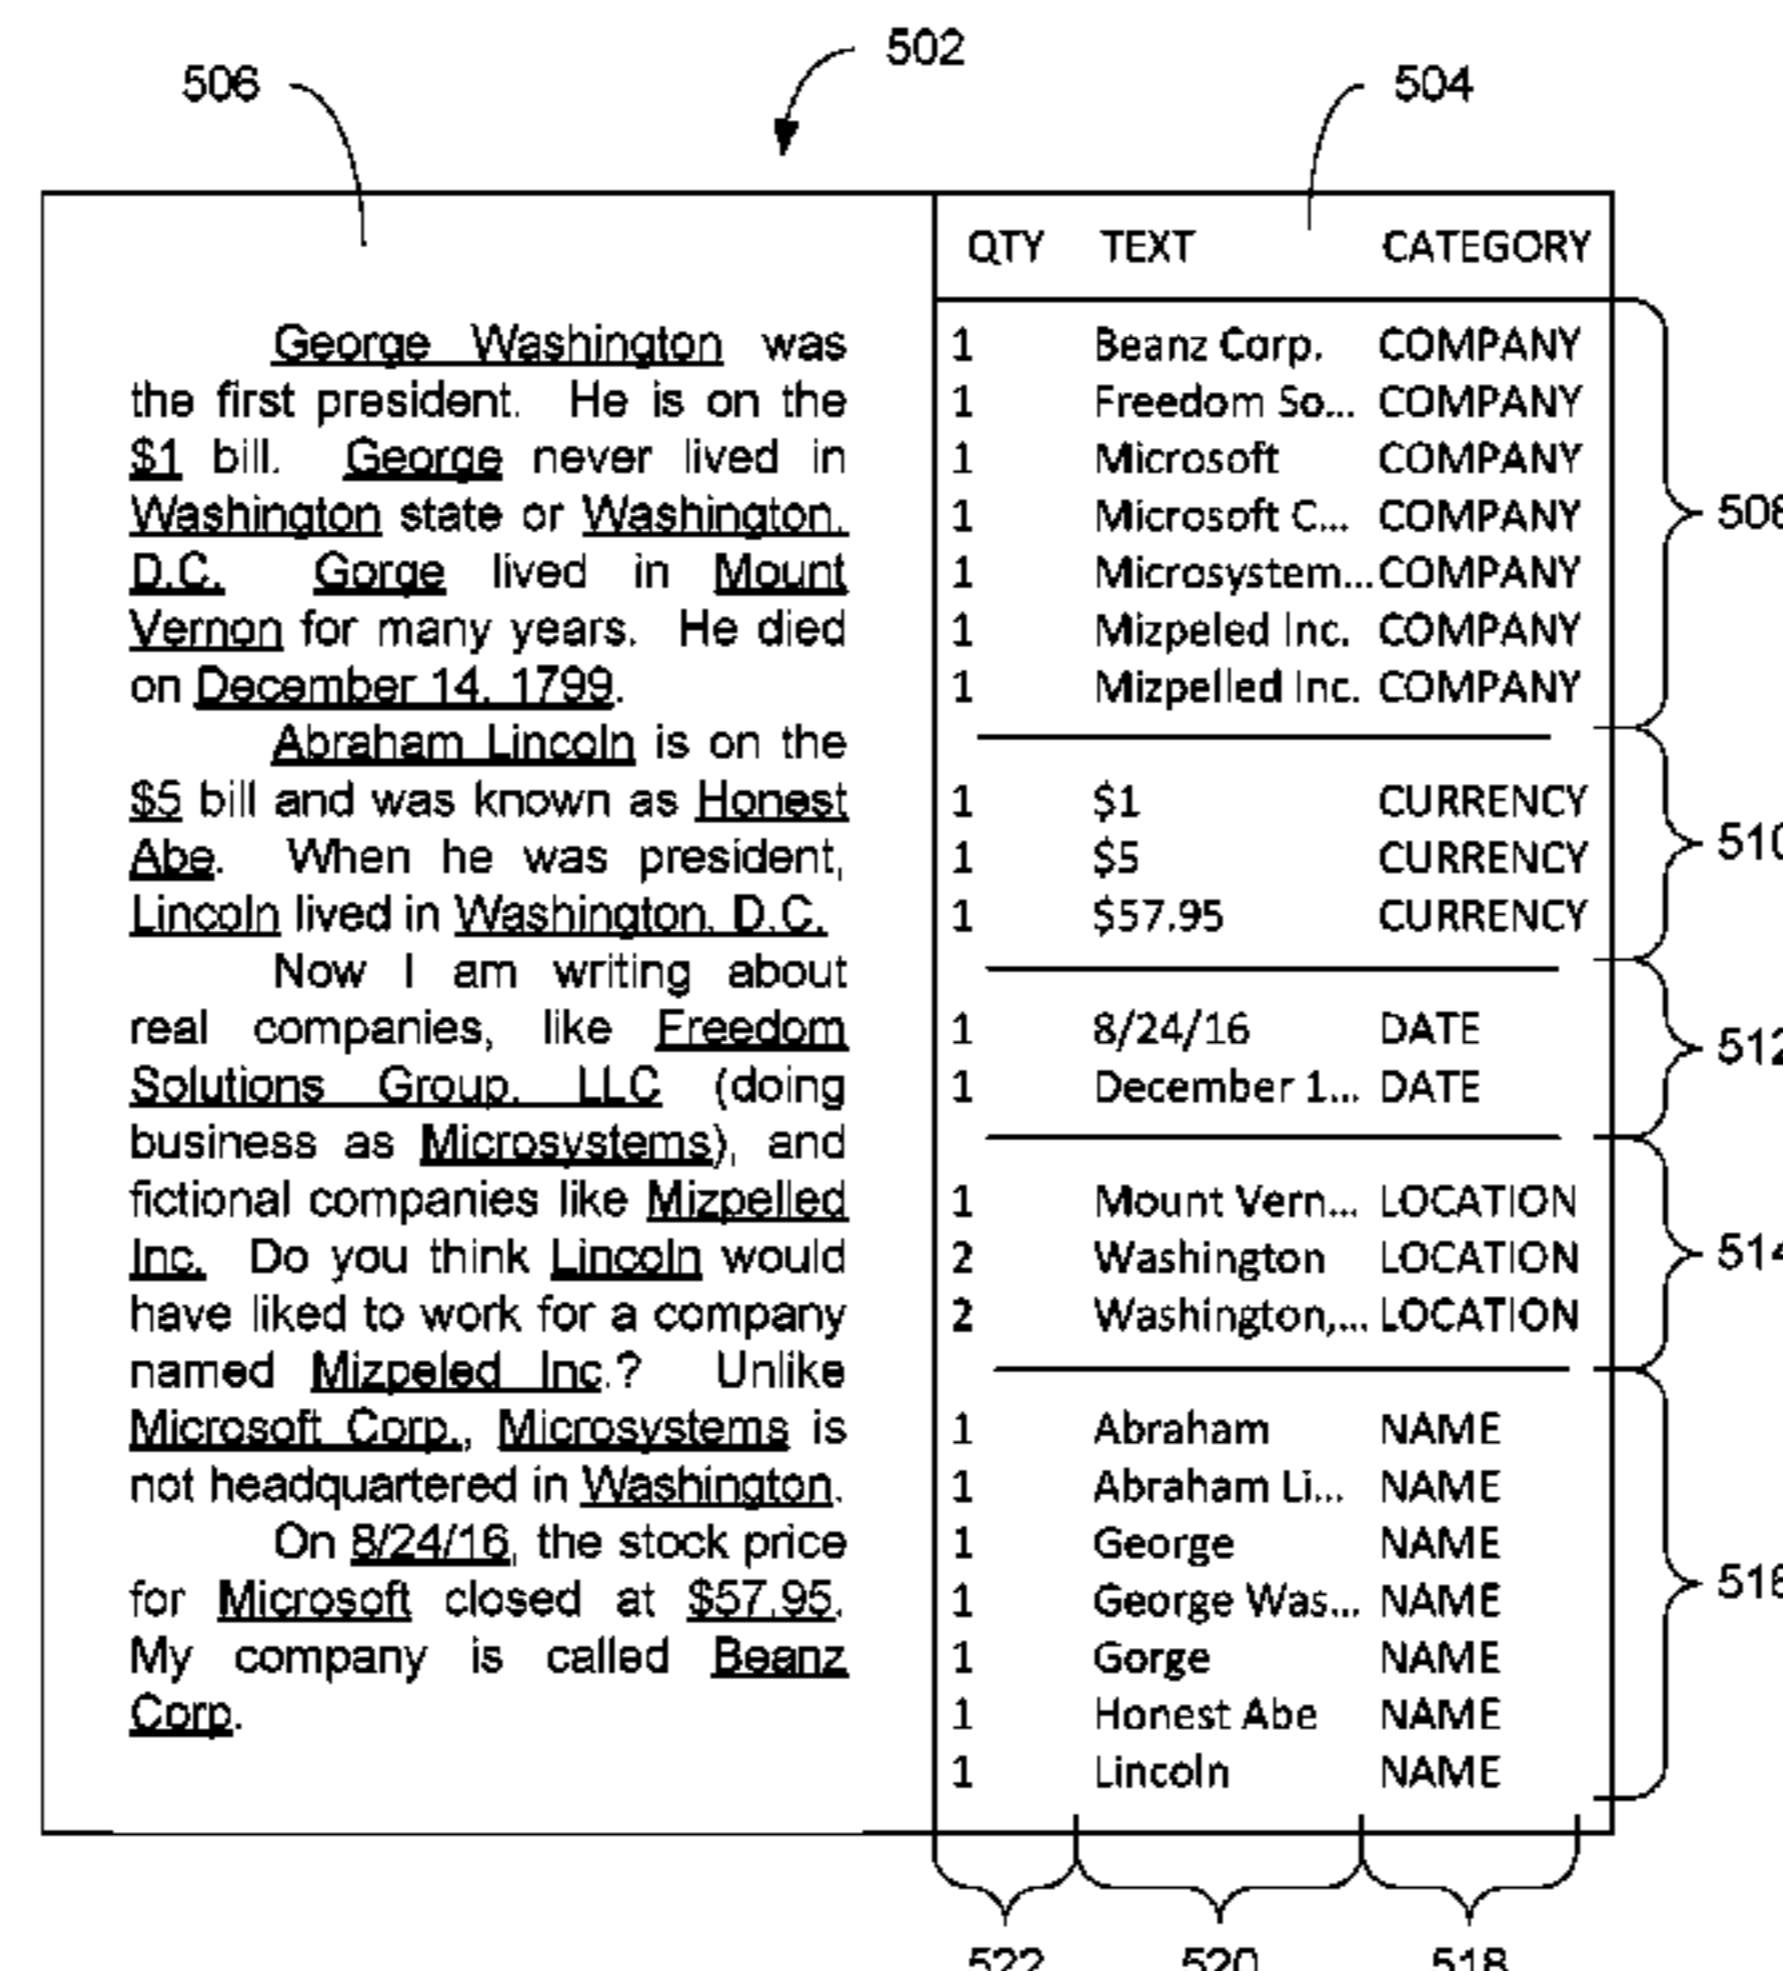 502
506
504
QTY TEXT CATEGORY
George Washington was
the first president. He is on the
$1 bill. George never lived in
Washington state or Washington,
D.C. Gorge lived in Mount
Vernon for many years. He died
on December 14, 1799.
Abraham Lincoln is on the
$5 bill and was known as Honest
Abe. When he was president,
Lincoln lived in Washington, D.C.
Now I am writing about
real companies, like Freedom
Solutions Group, LLC (doing
business as Microsystems), and
fictional companies like Mizpelled
Inc. Do you think Lincoln would
have liked to work for a company
named Mizpeled Inc.? Unlike
Microsoft Corp., Microsystems is
not headquartered in Washington.
On 8/24/16, the stock price
for Microsoft closed at $57.95.
My company is called Beanz
Corp.
1 Beanz Corp. COMPANY
1 Freedom So... COMPANY
1 Microsoft COMPANY
1 Microsoft C... COMPANY
1 Microsystem... COMPANY
1 Mizpeled Inc. COMPANY
1 Mizpelled Inc. COMPANY
508
1 $1 CURRENCY
1 $5 CURRENCY
1 $57.95 CURRENCY
510
1 8/24/16 DATE
1 December 1... DATE
512
1 Mount Vern... LOCATION
2 Washington LOCATION
2 Washington,... LOCATION
514
1 Abraham NAME
1 Abraham Li... NAME
1 George NAME
1 George Was... NAME
1 Gorge NAME
1 Honest Abe NAME
1 Lincoln NAME
516
522 520 518